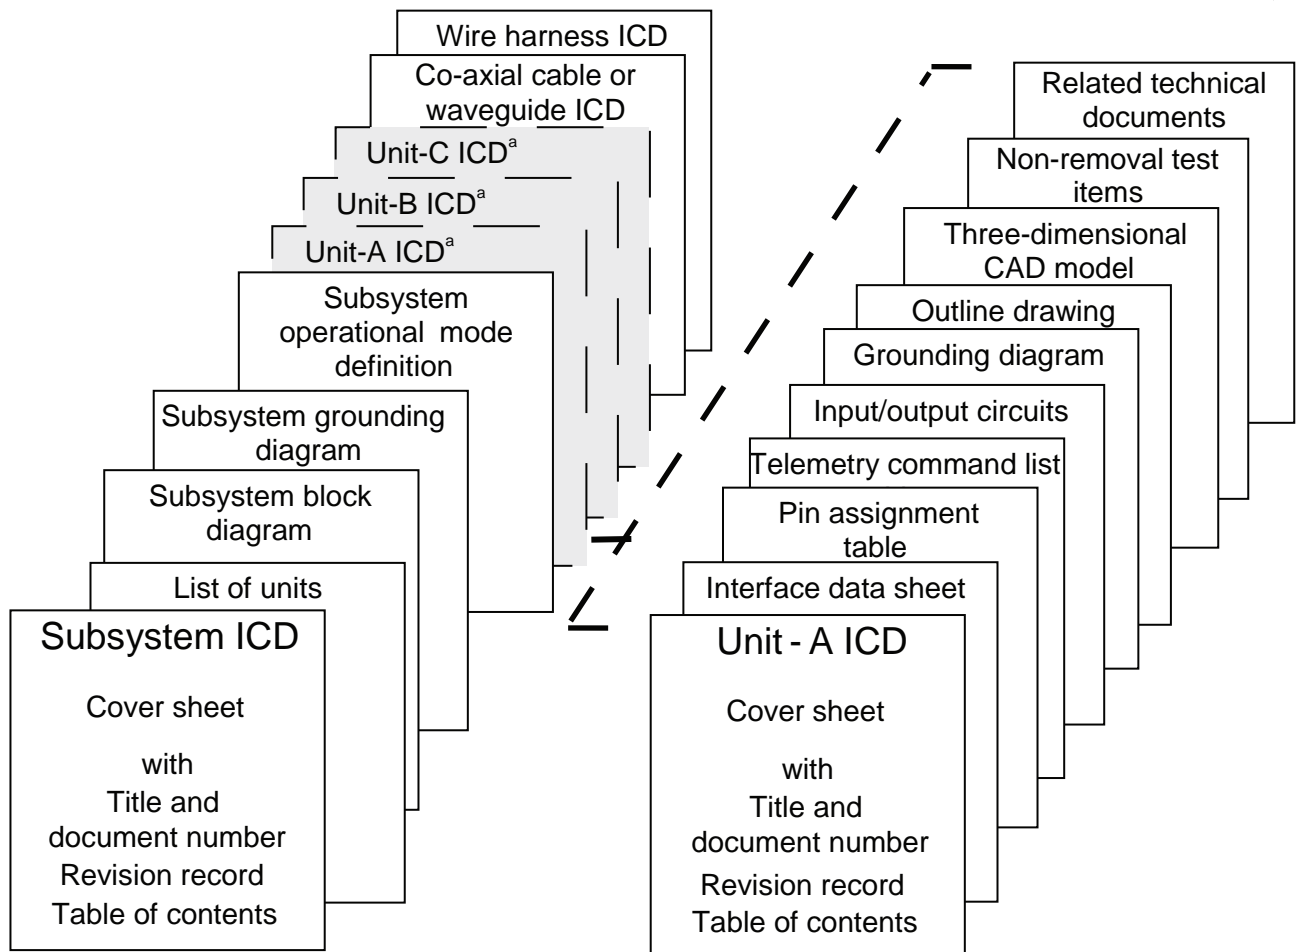 Wire harness ICD
Co-axial cable or
waveguide ICD
Unit-C ICDᵃ
Unit-B ICDᵃ
Unit-A ICDᵃ
Subsystem
operational mode
definition
Subsystem grounding
diagram
Subsystem block
diagram
List of units
Subsystem ICD
Cover sheet
with
Title and
document number
Revision record
Table of contents
Related technical
documents
Non-removal test
items
Three-dimensional
CAD model
Outline drawing
Grounding diagram
Input/output circuits
Telemetry command list
Pin assignment
table
Interface data sheet
Unit - A ICD
Cover sheet
with
Title and
document number
Revision record
Table of contents